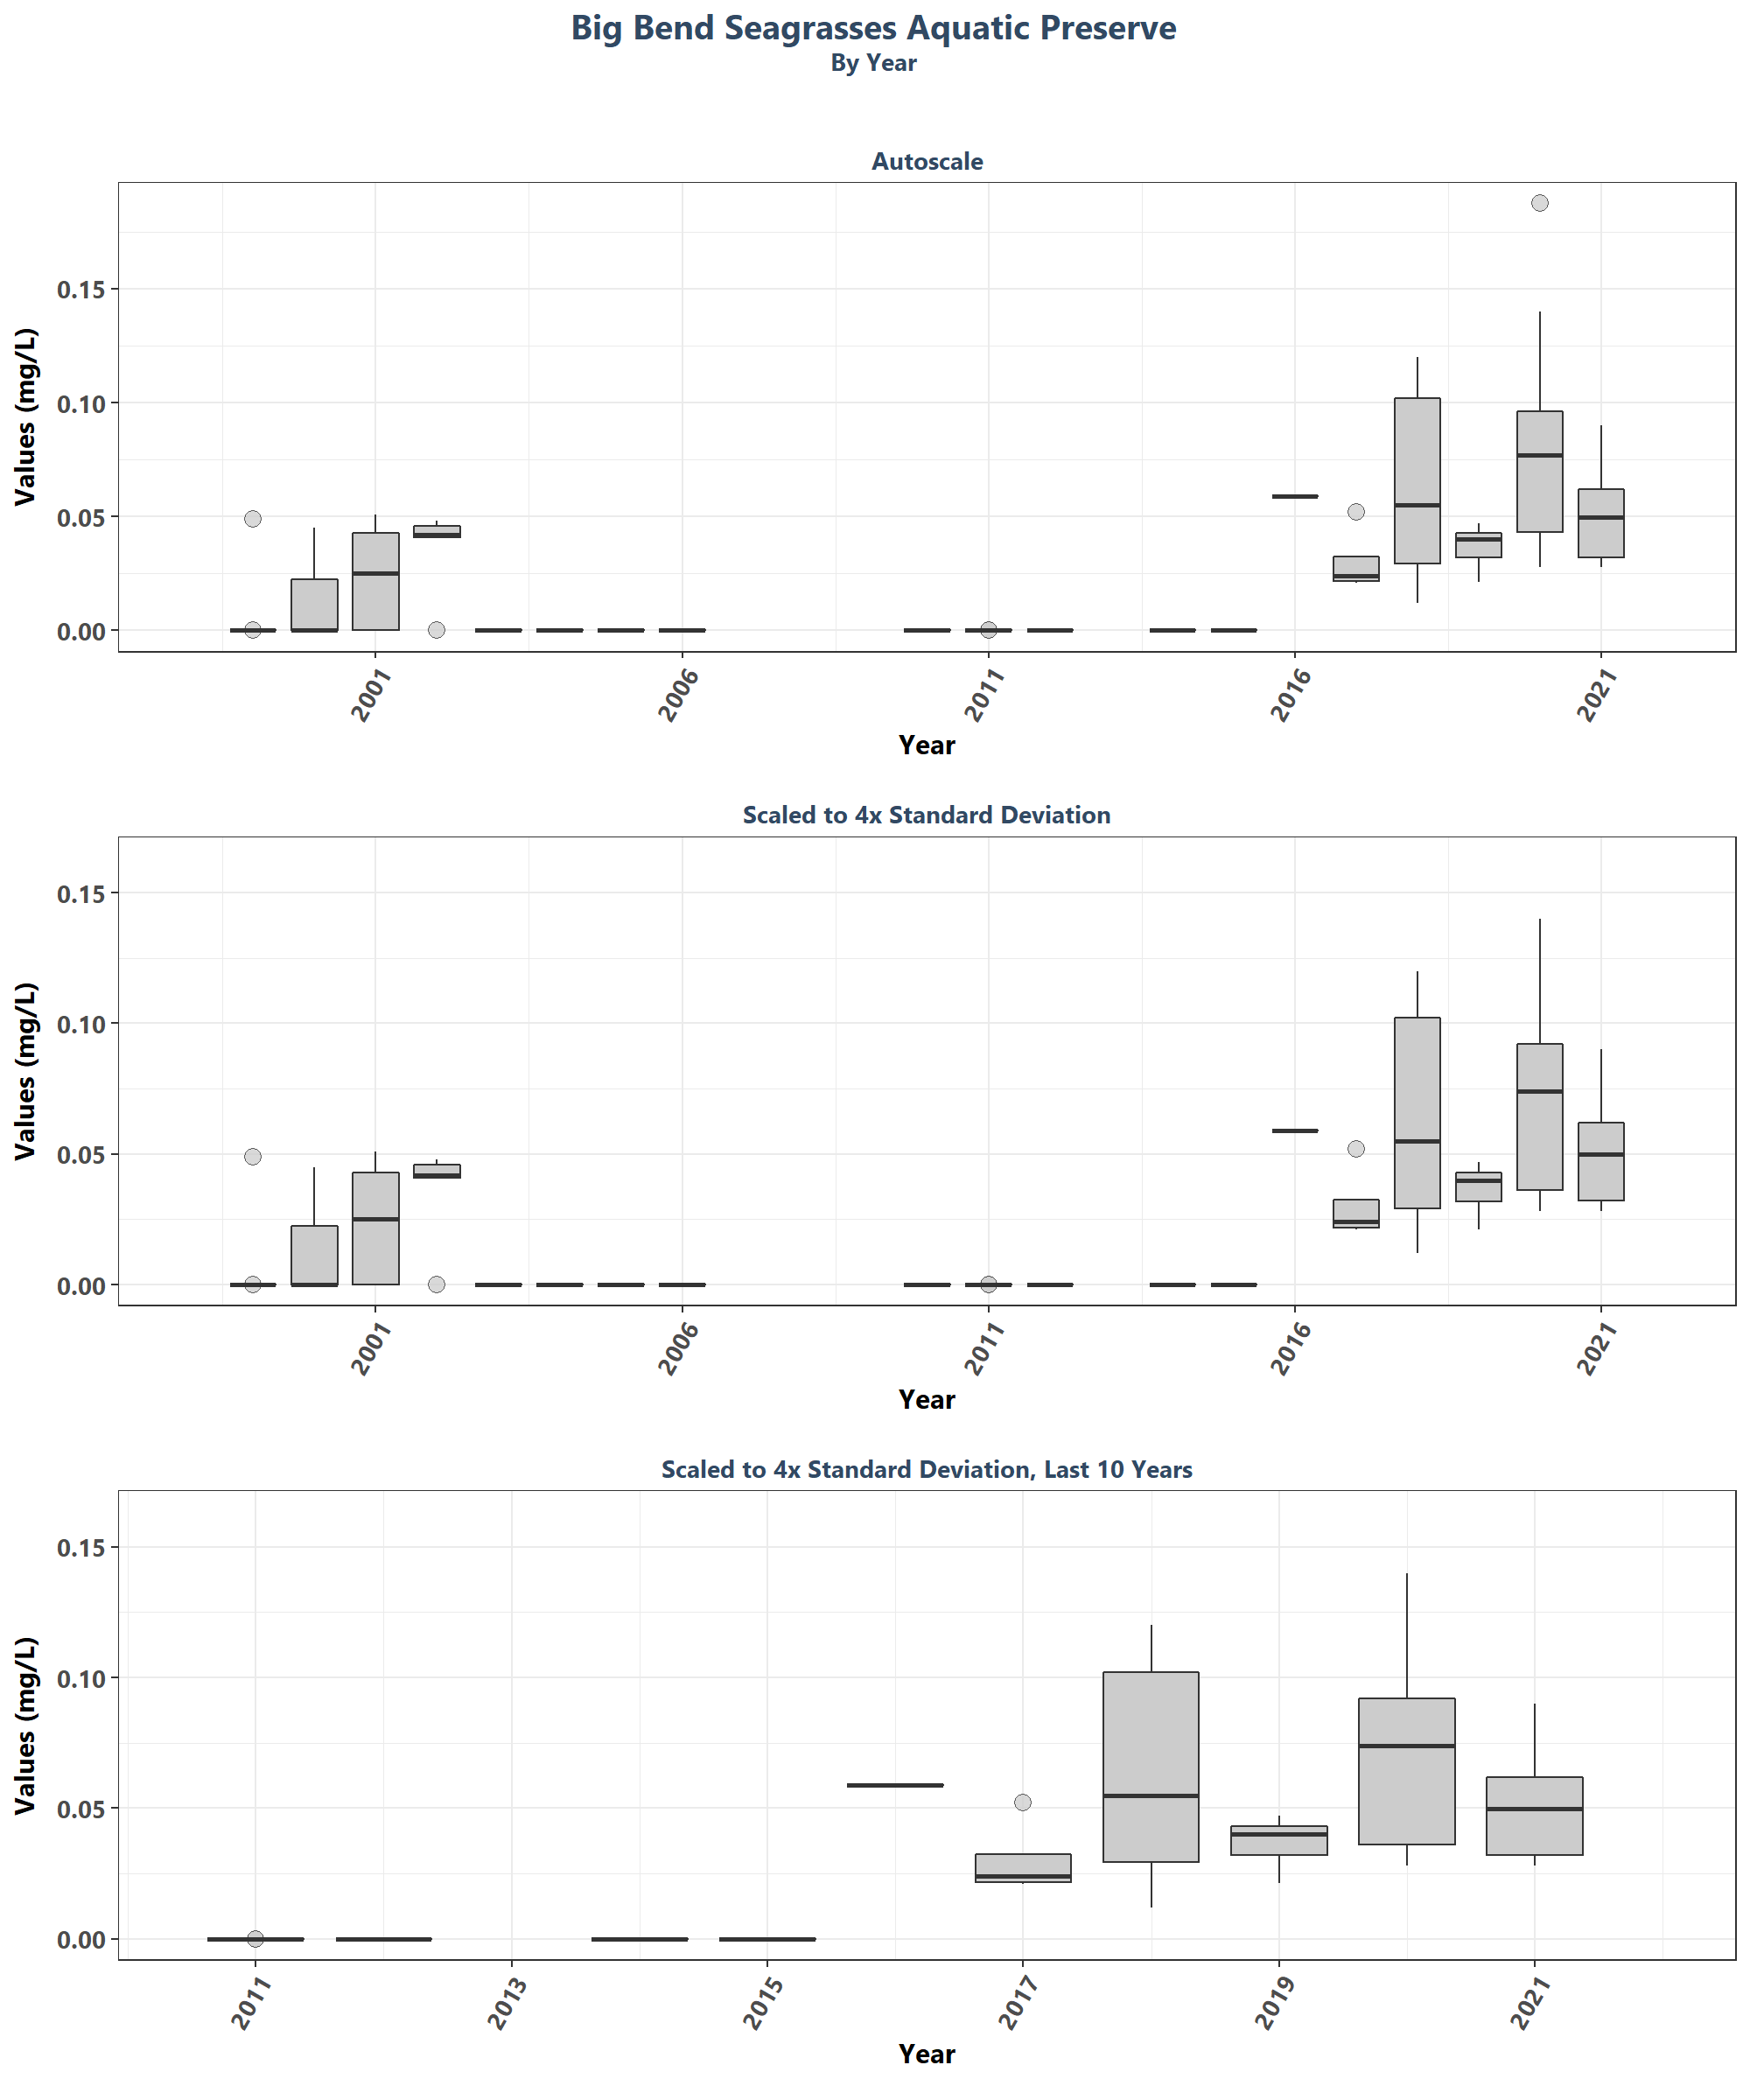 Big Bend Seagrasses Aquatic Preserve
By Year
Autoscale
Values (mg/L)
0.15
0.10
0.05
0.00
2001
2006
2011
2016
2021
Year
Scaled to 4x Standard Deviation
Values (mg/L)
0.15
0.10
0.05
0.00
2001
2006
2011
2016
2021
Year
Scaled to 4x Standard Deviation, Last 10 Years
Values (mg/L)
0.15
0.10
0.05
0.00
2011
2013
2015
2017
2019
2021
Year